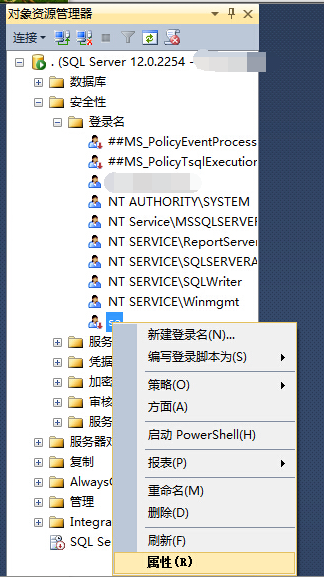 对象资源管理器
连接
. (SQL Server 12.0.2254 -
数据库
安全性
登录名
##MS_PolicyEventProcess
##MS_PolicyTsqlExecution
NT AUTHORITY\SYSTEM
NT Service\MSSQLSERVER
NT SERVICE\ReportServer
NT SERVICE\SQLSERVERA
NT SERVICE\SQLWriter
NT SERVICE\Winmgmt
sa
新建登录名(N)...
服务
编写登录脚本为(S)
凭据
策略(O)
加密
方面(A)
审核
服务
启动 PowerShell(H)
服务器对
复制
报表(P)
AlwaysO
重命名(M)
管理
删除(D)
Integra
刷新(F)
SQL Se
属性(R)